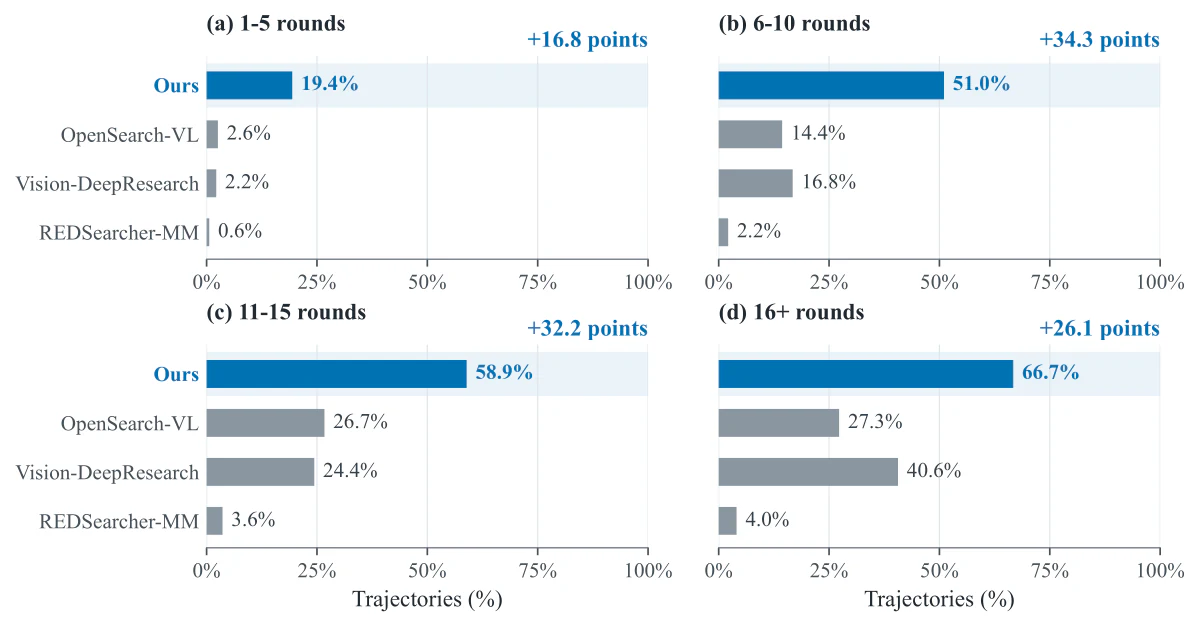 (a) 1-5 rounds
+16.8 points
Ours
19.4%
OpenSearch-VL
2.6%
Vision-DeepResearch
2.2%
REDSearcher-MM
0.6%
0% 25% 50% 75% 100%
(b) 6-10 rounds
+34.3 points
51.0%
14.4%
16.8%
2.2%
0% 25% 50% 75% 100%
(c) 11-15 rounds
+32.2 points
Ours
58.9%
OpenSearch-VL
26.7%
Vision-DeepResearch
24.4%
REDSearcher-MM
3.6%
0% 25% 50% 75% 100%
Trajectories (%)
(d) 16+ rounds
+26.1 points
66.7%
27.3%
40.6%
4.0%
0% 25% 50% 75% 100%
Trajectories (%)